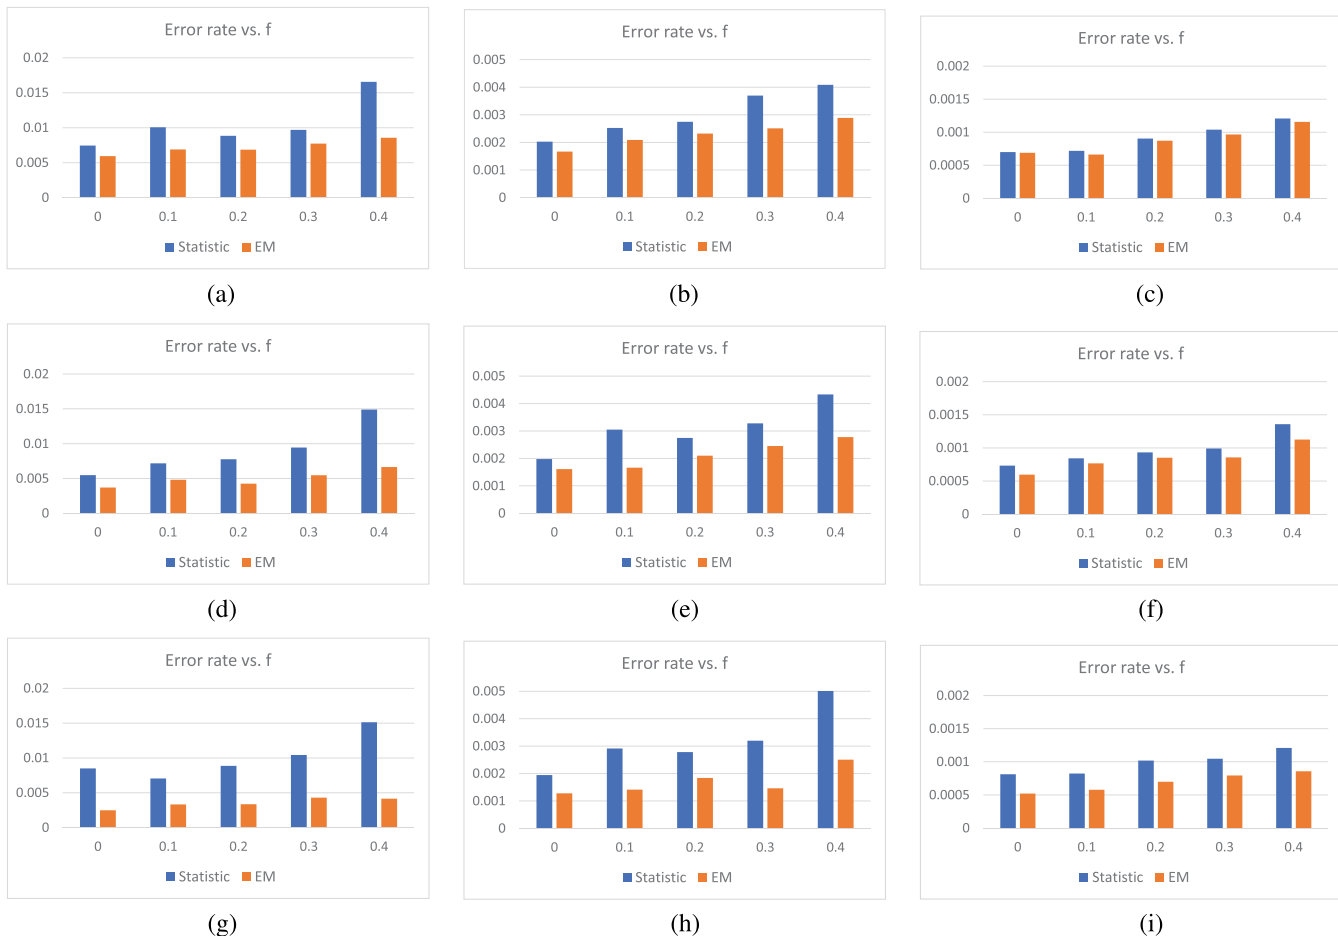 Error rate vs. f
0.02
0.015
0.01
0.005
0
0 0.1 0.2 0.3 0.4
Statistic EM
(a)
Error rate vs. f
0.005
0.004
0.003
0.002
0.001
0
0 0.1 0.2 0.3 0.4
Statistic EM
(b)
Error rate vs. f
0.002
0.0015
0.001
0.0005
0
0 0.1 0.2 0.3 0.4
Statistic EM
(c)
Error rate vs. f
0.02
0.015
0.01
0.005
0
0 0.1 0.2 0.3 0.4
Statistic EM
(d)
Error rate vs. f
0.005
0.004
0.003
0.002
0.001
0
0 0.1 0.2 0.3 0.4
Statistic EM
(e)
Error rate vs. f
0.002
0.0015
0.001
0.0005
0
0 0.1 0.2 0.3 0.4
Statistic EM
(f)
Error rate vs. f
0.02
0.015
0.01
0.005
0
0 0.1 0.2 0.3 0.4
Statistic EM
(g)
Error rate vs. f
0.005
0.004
0.003
0.002
0.001
0
0 0.1 0.2 0.3 0.4
Statistic EM
(h)
Error rate vs. f
0.002
0.0015
0.001
0.0005
0
0 0.1 0.2 0.3 0.4
Statistic EM
(i)